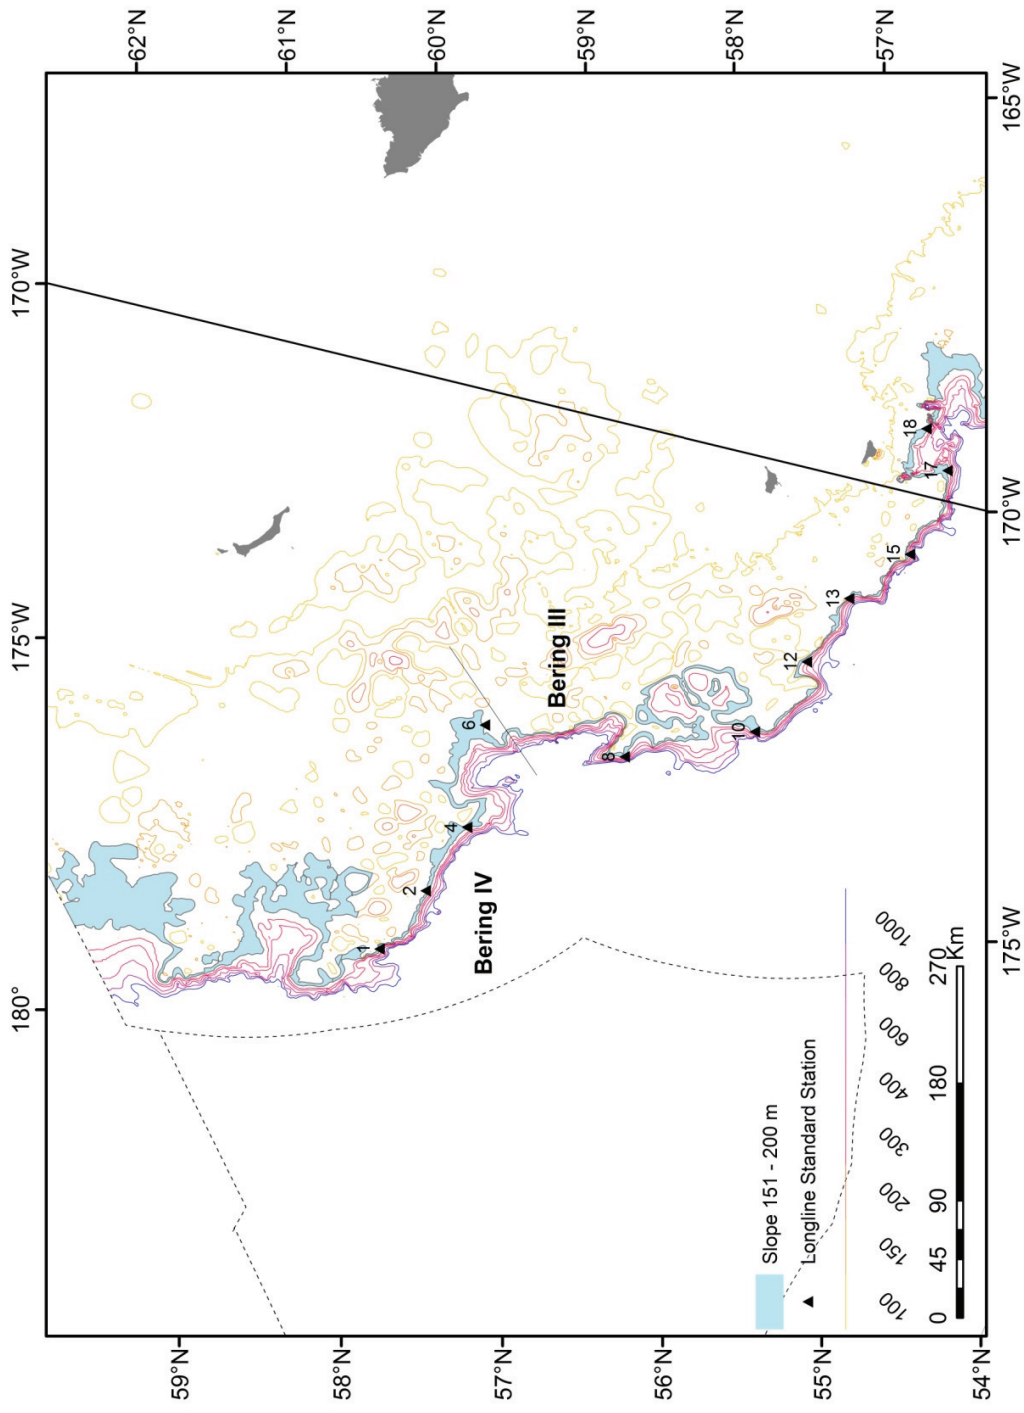 180°
175°W
170°W
62°N
61°N
60°N
59°N
58°N
57°N
59°N
58°N
57°N
56°N
55°N
54°N
175°W
170°W
165°W
Bering IV
Bering III
1
2
4
6
8
10
12
13
15
17
18
Slope 151 - 200 m
Longline Standard Station
100 150 200 300 400 600 800 1000
0 45 90 180 270
Km